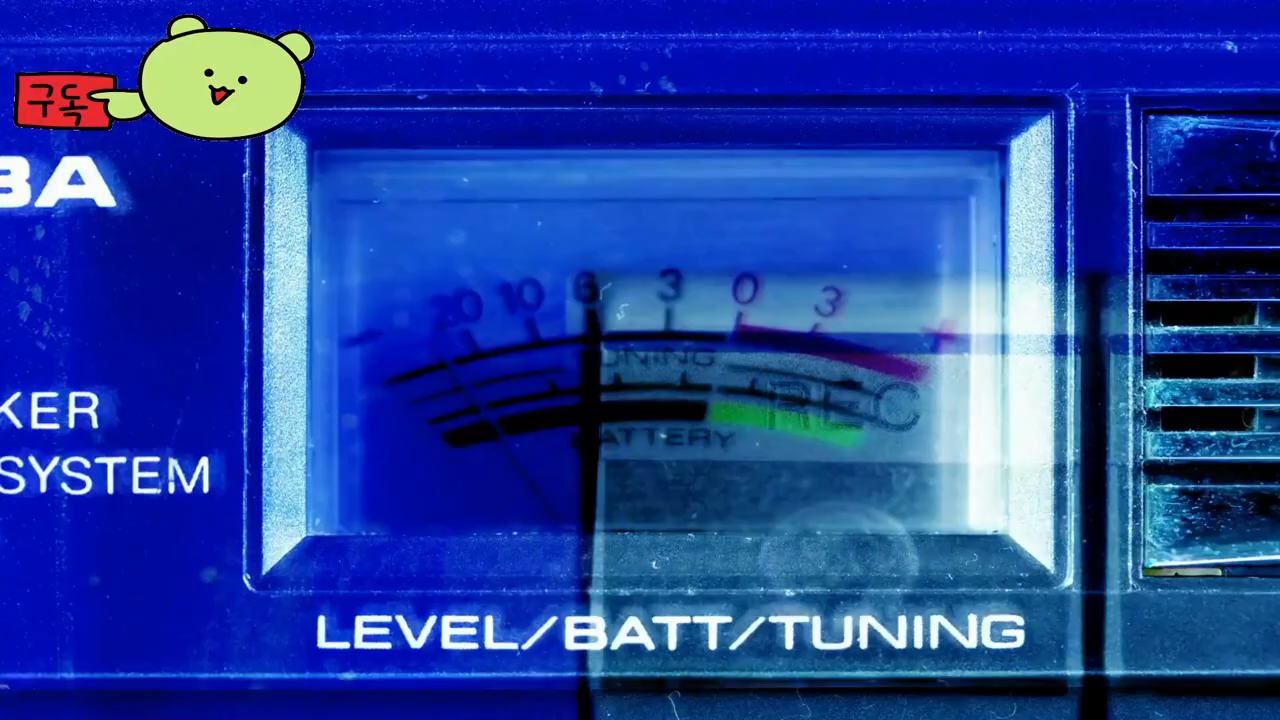 구독
BA
20 10 6 3 0 3 +
TUNING
REC
BATTERY
KER
SYSTEM
LEVEL/BATT/TUNING